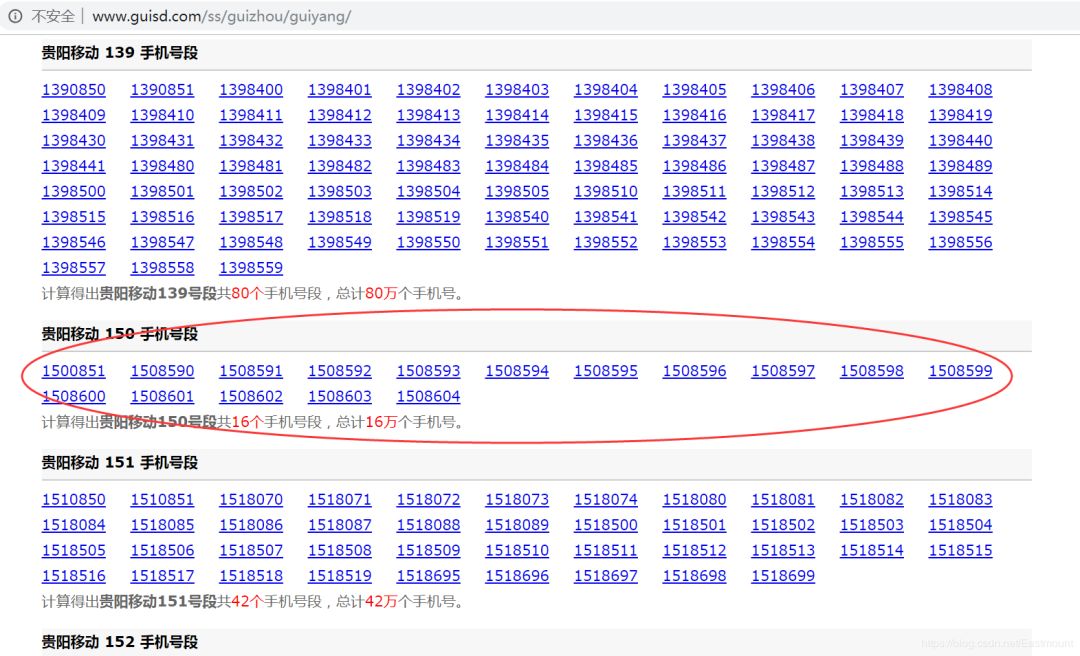 不安全 | www.guisd.com/ss/guizhou/guiyang/
贵阳移动 139 手机号段
1390850 1390851 1398400 1398401 1398402 1398403 1398404 1398405 1398406 1398407 1398408
1398409 1398410 1398411 1398412 1398413 1398414 1398415 1398416 1398417 1398418 1398419
1398430 1398431 1398432 1398433 1398434 1398435 1398436 1398437 1398438 1398439 1398440
1398441 1398480 1398481 1398482 1398483 1398484 1398485 1398486 1398487 1398488 1398489
1398500 1398501 1398502 1398503 1398504 1398505 1398510 1398511 1398512 1398513 1398514
1398515 1398516 1398517 1398518 1398519 1398540 1398541 1398542 1398543 1398544 1398545
1398546 1398547 1398548 1398549 1398550 1398551 1398552 1398553 1398554 1398555 1398556
1398557 1398558 1398559
计算得出贵阳移动139号段共80个手机号段，总计80万个手机号。
贵阳移动 150 手机号段
1500851 1508590 1508591 1508592 1508593 1508594 1508595 1508596 1508597 1508598 1508599
1508600 1508601 1508602 1508603 1508604
计算得出贵阳移动150号段共16个手机号段，总计16万个手机号。
贵阳移动 151 手机号段
1510850 1510851 1518070 1518071 1518072 1518073 1518074 1518080 1518081 1518082 1518083
1518084 1518085 1518086 1518087 1518088 1518089 1518500 1518501 1518502 1518503 1518504
1518505 1518506 1518507 1518508 1518509 1518510 1518511 1518512 1518513 1518514 1518515
1518516 1518517 1518518 1518519 1518695 1518696 1518697 1518698 1518699
计算得出贵阳移动151号段共42个手机号段，总计42万个手机号。
贵阳移动 152 手机号段
https://blog.csdn.net/Eastmount